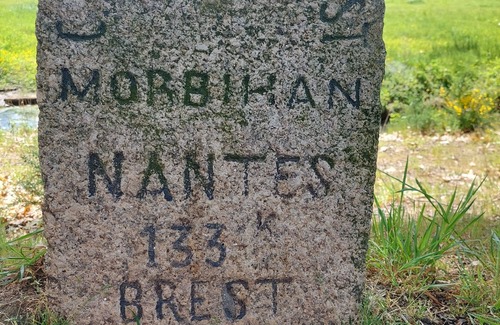 MORBIHAN
NANTES
133 K
BREST